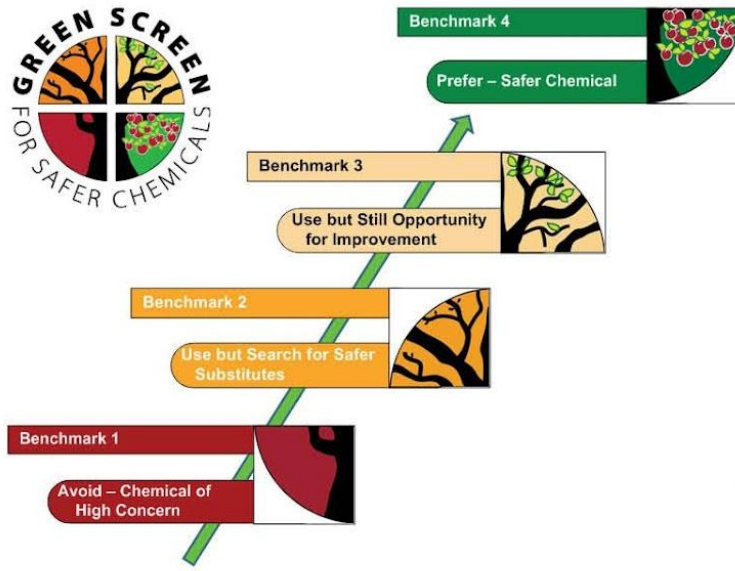 GREEN SCREEN
FOR SAFER CHEMICALS
Benchmark 4
Prefer – Safer Chemical
Benchmark 3
Use but Still Opportunity
for Improvement
Benchmark 2
Use but Search for Safer
Substitutes
Benchmark 1
Avoid – Chemical of
High Concern